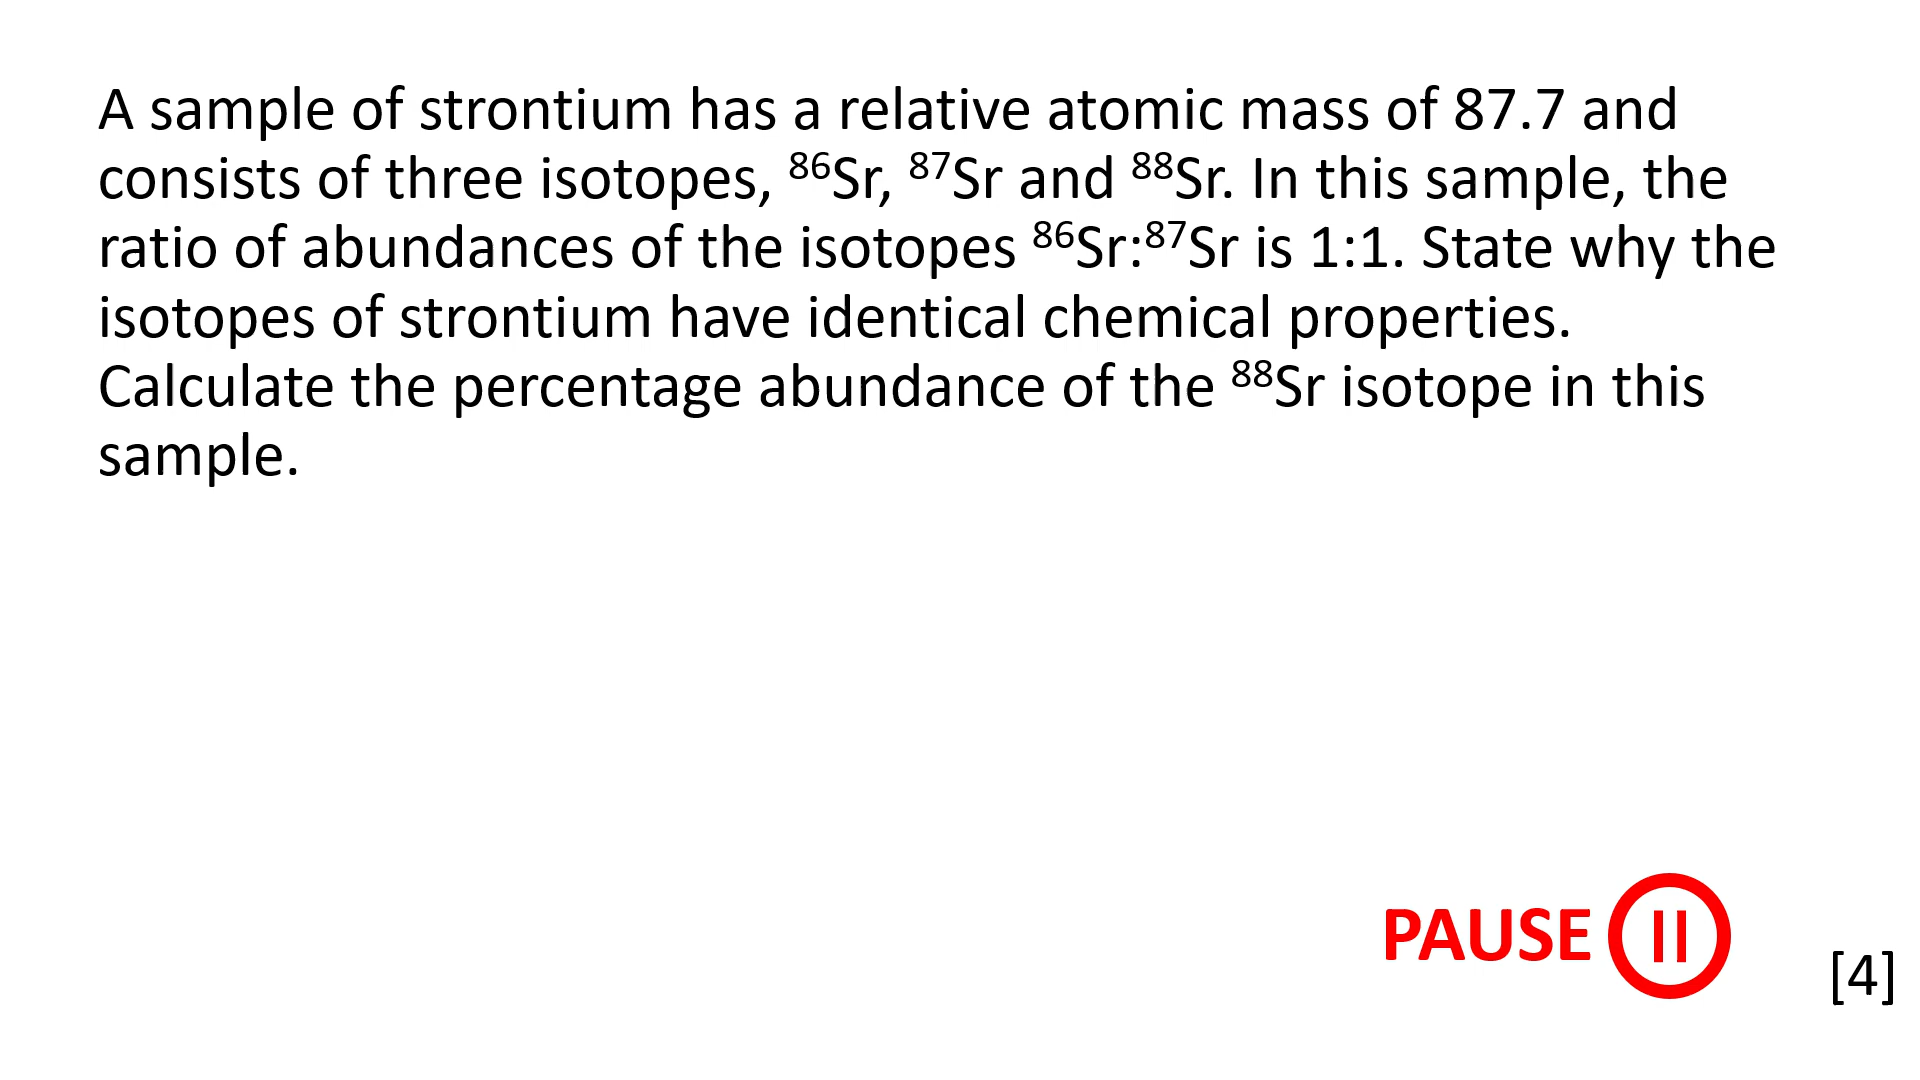 A sample of strontium has a relative atomic mass of 87.7 and
consists of three isotopes, ⁸⁶Sr, ⁸⁷Sr and ⁸⁸Sr. In this sample, the
ratio of abundances of the isotopes ⁸⁶Sr:⁸⁷Sr is 1:1. State why the
isotopes of strontium have identical chemical properties.
Calculate the percentage abundance of the ⁸⁸Sr isotope in this
sample.
PAUSE
[4]